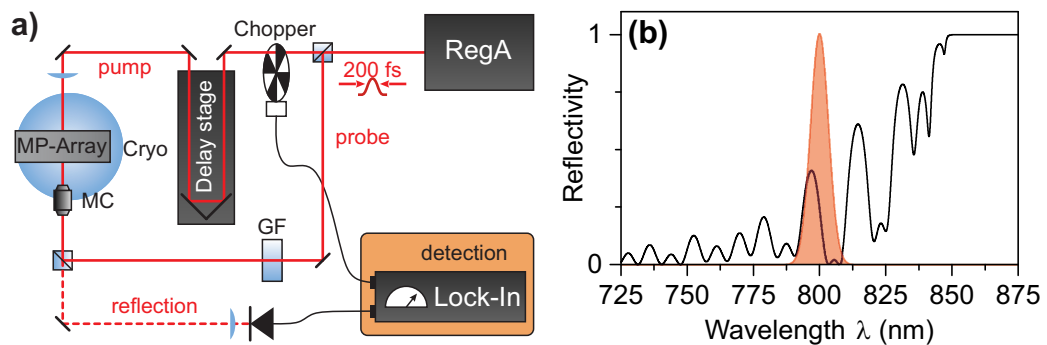 a)
Chopper
RegA
pump
200 fs
Delay stage
MP-Array
Cryo
probe
MC
GF
detection
Lock-In
reflection
(b)
1
Reflectivity
0
725 750 775 800 825 850 875
Wavelength λ (nm)